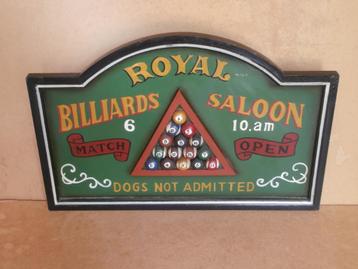 ROYAL
BILLIARDS SALOON
6 10.am
MATCH OPEN
DOGS NOT ADMITTED